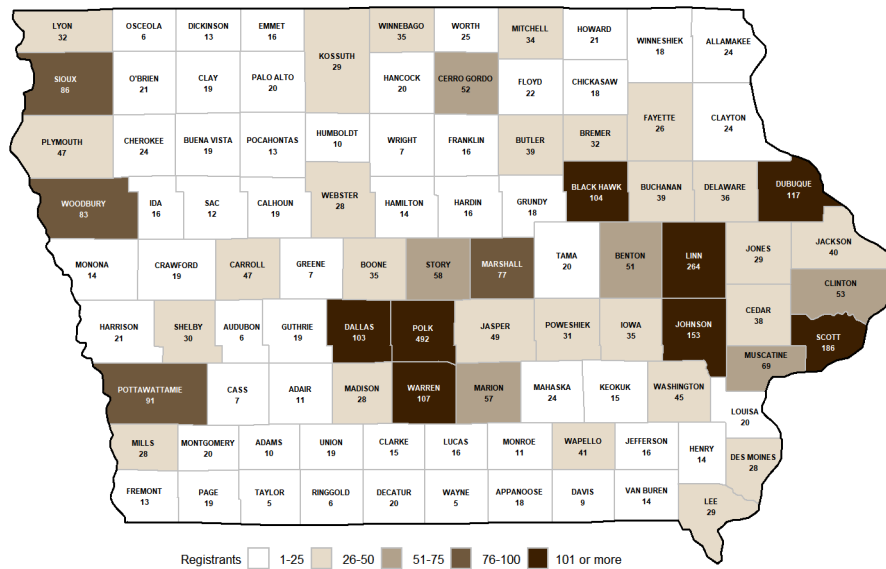 LYON
32
OSCEOLA
6
DICKINSON
13
EMMET
16
KOSSUTH
29
WINNEBAGO
35
WORTH
25
MITCHELL
34
HOWARD
21
WINNESHIEK
18
ALLAMAKEE
24
SIOUX
86
O'BRIEN
21
CLAY
19
PALO ALTO
20
HANCOCK
20
CERRO GORDO
52
FLOYD
22
CHICKASAW
18
FAYETTE
26
CLAYTON
24
PLYMOUTH
47
CHEROKEE
24
BUENA VISTA
19
POCAHONTAS
13
HUMBOLDT
10
WRIGHT
7
FRANKLIN
16
BUTLER
39
BREMER
32
WOODBURY
83
IDA
16
SAC
12
CALHOUN
19
WEBSTER
28
HAMILTON
14
HARDIN
16
GRUNDY
18
BLACK HAWK
104
BUCHANAN
39
DELAWARE
36
DUBUQUE
117
MONONA
14
CRAWFORD
19
CARROLL
47
GREENE
7
BOONE
35
STORY
58
MARSHALL
77
TAMA
20
BENTON
51
LINN
264
JONES
29
JACKSON
40
CLINTON
53
HARRISON
21
SHELBY
30
AUDUBON
6
GUTHRIE
19
DALLAS
103
POLK
492
JASPER
49
POWESHIEK
31
IOWA
35
JOHNSON
153
CEDAR
38
SCOTT
186
MUSCATINE
69
POTTAWATTAMIE
91
CASS
7
ADAIR
11
MADISON
28
WARREN
107
MARION
57
MAHASKA
24
KEOKUK
15
WASHINGTON
45
LOUISA
20
MILLS
28
MONTGOMERY
20
ADAMS
10
UNION
19
CLARKE
15
LUCAS
16
MONROE
11
WAPELLO
41
JEFFERSON
16
HENRY
14
DES MOINES
28
FREMONT
13
PAGE
19
TAYLOR
5
RINGGOLD
6
DECATUR
20
WAYNE
5
APPANOOSE
18
DAVIS
9
VAN BUREN
14
LEE
29
Registrants 1-25 26-50 51-75 76-100 101 or more